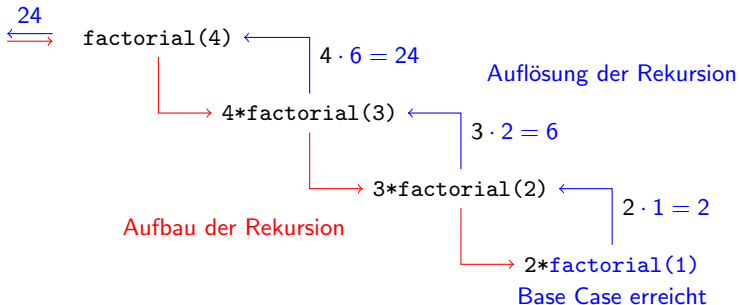 24
factorial(4)
4 · 6 = 24
Auflösung der Rekursion
4*factorial(3)
3 · 2 = 6
3*factorial(2)
2 · 1 = 2
Aufbau der Rekursion
2*factorial(1)
Base Case erreicht